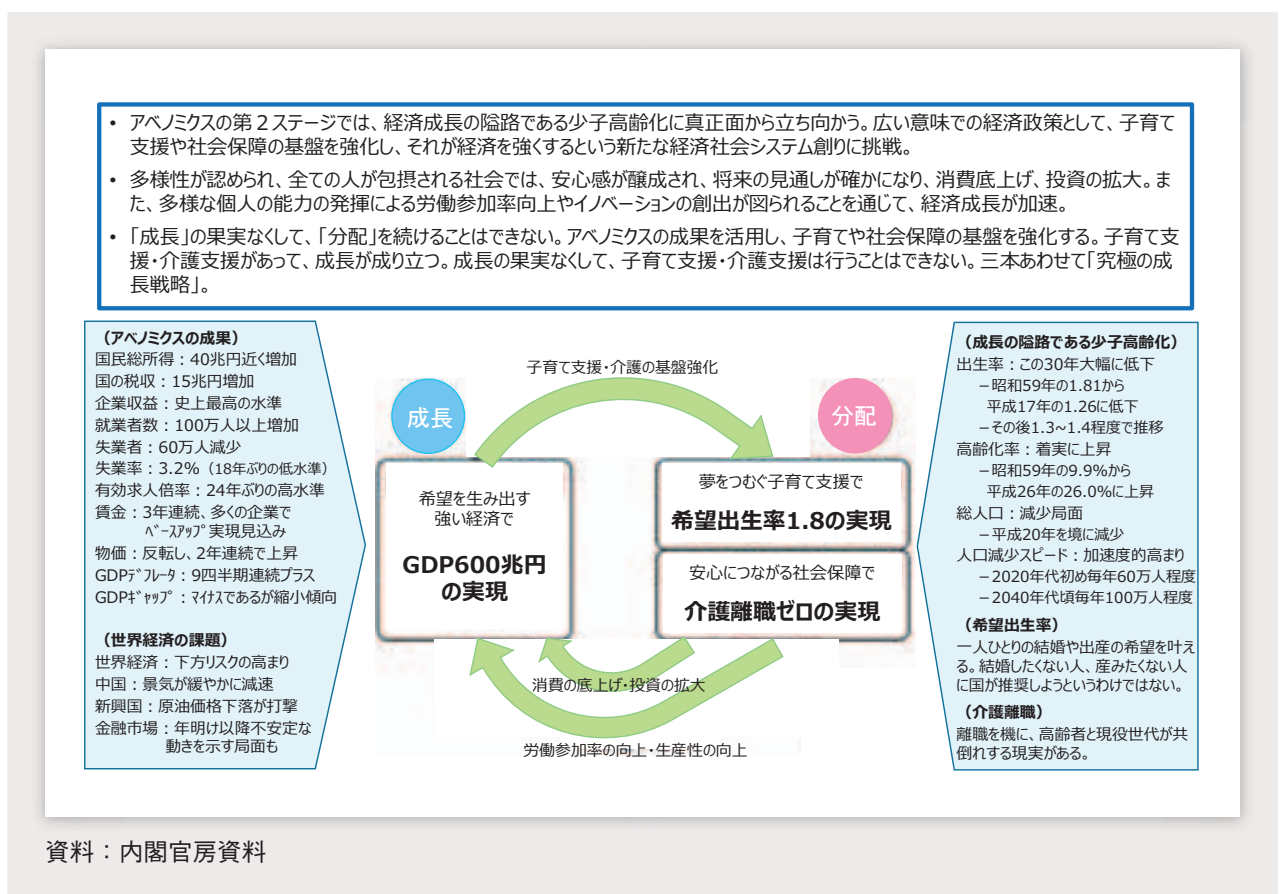 • アベノミクスの第2ステージでは、経済成長の隘路である少子高齢化に真正面から立ち向かう。広い意味での経済政策として、子育て
支援や社会保障の基盤を強化し、それが経済を強くするという新たな経済社会システム創りに挑戦。
• 多様性が認められ、全ての人が包摂される社会では、安心感が醸成され、将来の見通しが確かになり、消費底上げ、投資の拡大。ま
た、多様な個人の能力の発揮による労働参加率向上やイノベーションの創出が図られることを通じて、経済成長が加速。
• 「成長」の果実なくして、「分配」を続けることはできない。アベノミクスの成果を活用し、子育てや社会保障の基盤を強化する。子育て支
援・介護支援があって、成長が成り立つ。成長の果実なくして、子育て支援・介護支援は行うことはできない。三本あわせて「究極の成
長戦略」。
（アベノミクスの成果）
国民総所得：40兆円近く増加
国の税収：15兆円増加
企業収益：史上最高の水準
就業者数：100万人以上増加
失業者：60万人減少
失業率：3.2%（18年ぶりの低水準）
有効求人倍率：24年ぶりの高水準
賃金：3年連続、多くの企業で
ﾍﾞｰｽｱｯﾌﾟ実現見込み
物価：反転し、2年連続で上昇
GDPﾃﾞﾌﾚｰﾀ：9四半期連続プラス
GDPｷﾞｬｯﾌﾟ：ﾏｲﾅｽであるが縮小傾向
（世界経済の課題）
世界経済：下方リスクの高まり
中国：景気が緩やかに減速
新興国：原油価格下落が打撃
金融市場：年明け以降不安定な
動きを示す局面も
子育て支援・介護の基盤強化
成長
分配
希望を生み出す
強い経済で
GDP600兆円
の実現
夢をつむぐ子育て支援で
希望出生率1.8の実現
安心につながる社会保障で
介護離職ゼロの実現
消費の底上げ・投資の拡大
労働参加率の向上・生産性の向上
（成長の隘路である少子高齢化）
出生率：この30年大幅に低下
－昭和59年の1.81から
平成17年の1.26に低下
－その後1.3~1.4程度で推移
高齢化率：着実に上昇
－昭和59年の9.9%から
平成26年の26.0%に上昇
総人口：減少局面
－平成20年を境に減少
人口減少スピード：加速度的高まり
－2020年代初め毎年60万人程度
－2040年代頃毎年100万人程度
（希望出生率）
一人ひとりの結婚や出産の希望を叶え
る。結婚したくない人、産みたくない人
に国が推奨しようというわけではない。
（介護離職）
離職を機に、高齢者と現役世代が共
倒れする現実がある。
資料：内閣官房資料